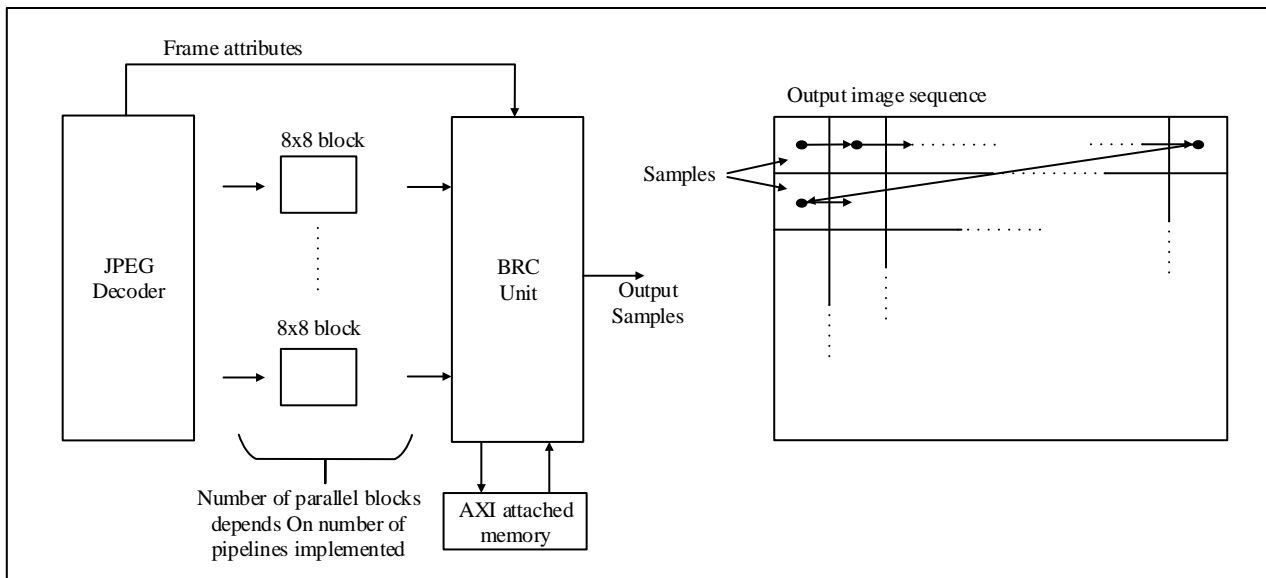 Frame attributes
JPEG
Decoder
8x8 block
8x8 block
Number of parallel blocks
depends On number of
pipelines implemented
BRC
Unit
AXI attached
memory
Output
Samples
Output image sequence
Samples